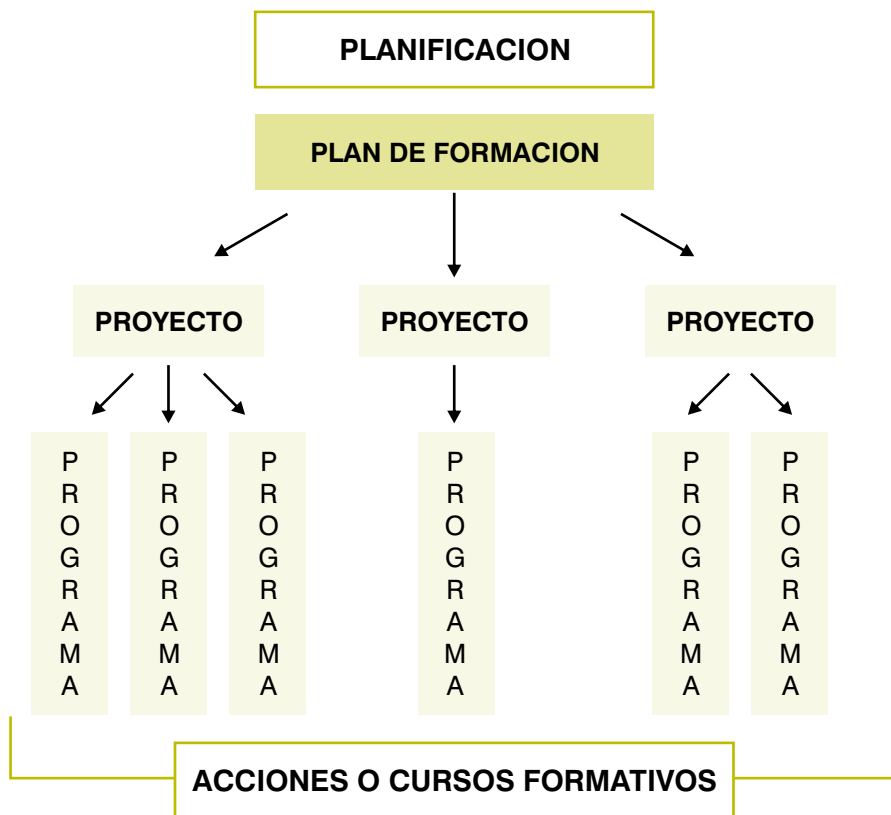 PLANIFICACION
PLAN DE FORMACION
PROYECTO
PROYECTO
PROYECTO
PROGRAMA
PROGRAMA
PROGRAMA
PROGRAMA
PROGRAMA
PROGRAMA
ACCIONES O CURSOS FORMATIVOS